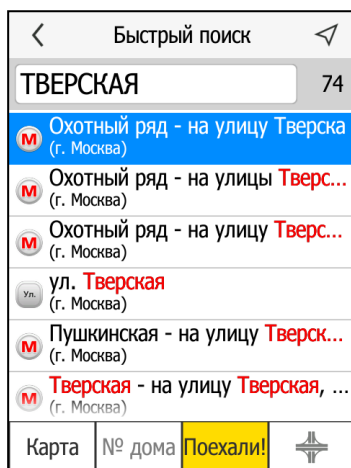 Быстрый поиск
ТВЕРСКАЯ 74
Охотный ряд - на улицу Тверска
М (г. Москва)
Охотный ряд - на улицы Тверс...
М (г. Москва)
Охотный ряд - на улицу Тверс...
М (г. Москва)
ул. Тверская
Ул. (г. Москва)
Пушкинская - на улицу Тверск...
М (г. Москва)
Тверская - на улицу Тверская, ...
М (г. Москва)
Карта № дома Поехали!